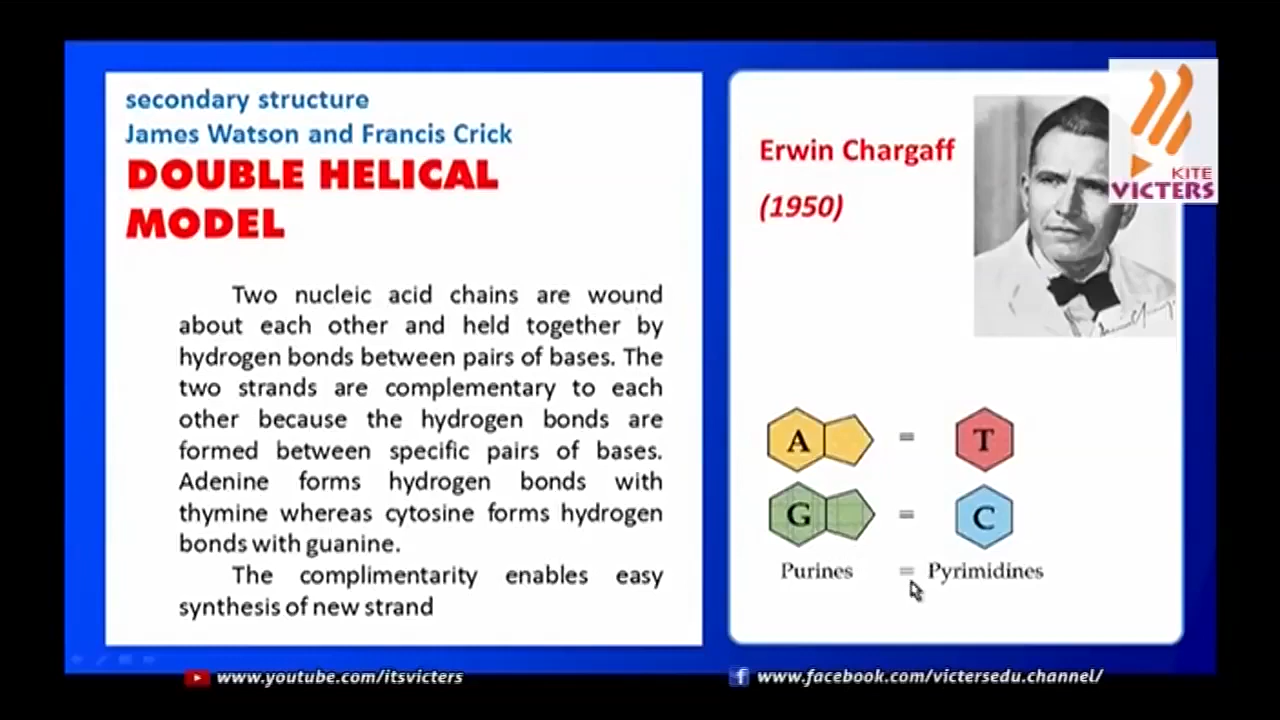 secondary structure
James Watson and Francis Crick
DOUBLE HELICAL
MODEL
Two nucleic acid chains are wound
about each other and held together by
hydrogen bonds between pairs of bases. The
two strands are complementary to each
other because the hydrogen bonds are
formed between specific pairs of bases.
Adenine forms hydrogen bonds with
thymine whereas cytosine forms hydrogen
bonds with guanine.
The complimentarity enables easy
synthesis of new strand
Erwin Chargaff
(1950)
KITE
VICTERS
A = T
G = C
Purines = Pyrimidines
www.youtube.com/itsvicters
www.facebook.com/victersedu.channel/